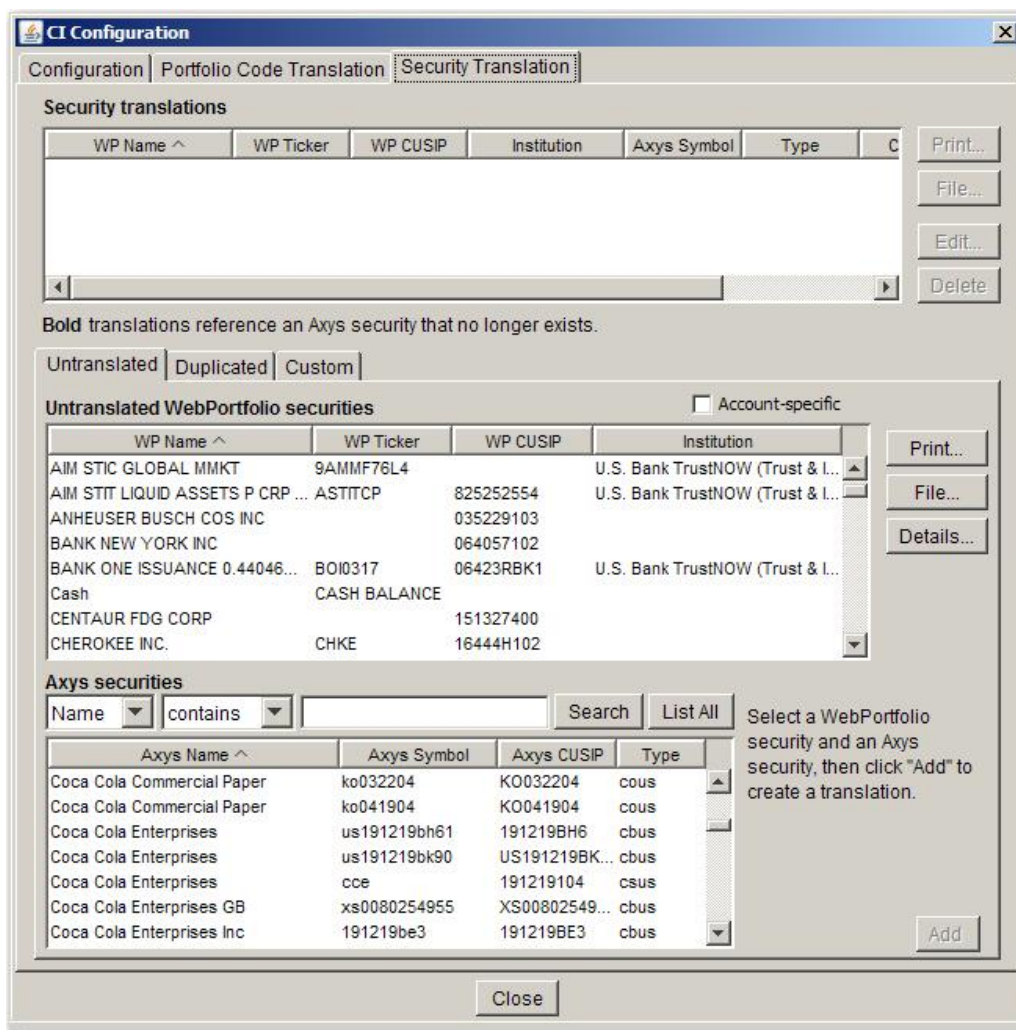 CI Configuration
Configuration Portfolio Code Translation Security Translation
Security translations
WP Name WP Ticker WP CUSIP Institution Axys Symbol Type C
Print...
File...
Edit...
Delete
Bold translations reference an Axys security that no longer exists.
Untranslated Duplicated Custom
Untranslated WebPortfolio securities Account-specific
WP Name WP Ticker WP CUSIP Institution
AIM STIC GLOBAL MMKT 9AMMF76L4 U.S. Bank TrustNOW (Trust & I...
AIM STIT LIQUID ASSETS P CRP ... ASTITCP 825252554 U.S. Bank TrustNOW (Trust & I...
ANHEUSER BUSCH COS INC 035229103
BANK NEW YORK INC 064057102
BANK ONE ISSUANCE 0.44046... BOI0317 06423RBK1 U.S. Bank TrustNOW (Trust & I...
Cash CASH BALANCE
CENTAUR FDG CORP 151327400
CHEROKEE INC. CHKE 16444H102
Print...
File...
Details...
Axys securities
Name contains Search List All
Axys Name Axys Symbol Axys CUSIP Type
Coca Cola Commercial Paper ko032204 KO032204 cous
Coca Cola Commercial Paper ko041904 KO041904 cous
Coca Cola Enterprises us191219bh61 191219BH6 cbus
Coca Cola Enterprises us191219bk90 US191219BK... cbus
Coca Cola Enterprises cce 191219104 csus
Coca Cola Enterprises GB xs0080254955 XS00802549... cbus
Coca Cola Enterprises Inc 191219be3 191219BE3 cbus
Select a WebPortfolio
security and an Axys
security, then click "Add" to
create a translation.
Add
Close